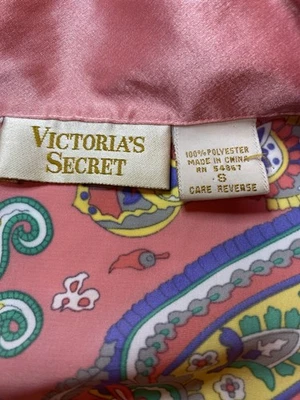 VICTORIA'S
SECRET
100% POLYESTER
MADE IN CHINA
RN 54867
S
CARE REVERSE